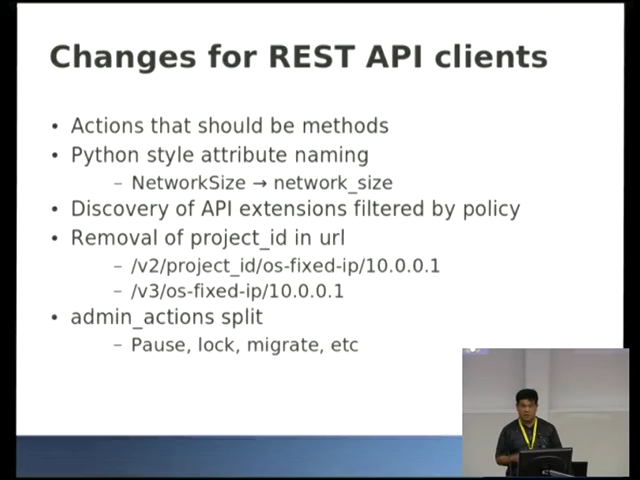 Changes for REST API clients
• Actions that should be methods
• Python style attribute naming
– NetworkSize → network_size
• Discovery of API extensions filtered by policy
• Removal of project_id in url
– /v2/project_id/os-fixed-ip/10.0.0.1
– /v3/os-fixed-ip/10.0.0.1
• admin_actions split
– Pause, lock, migrate, etc